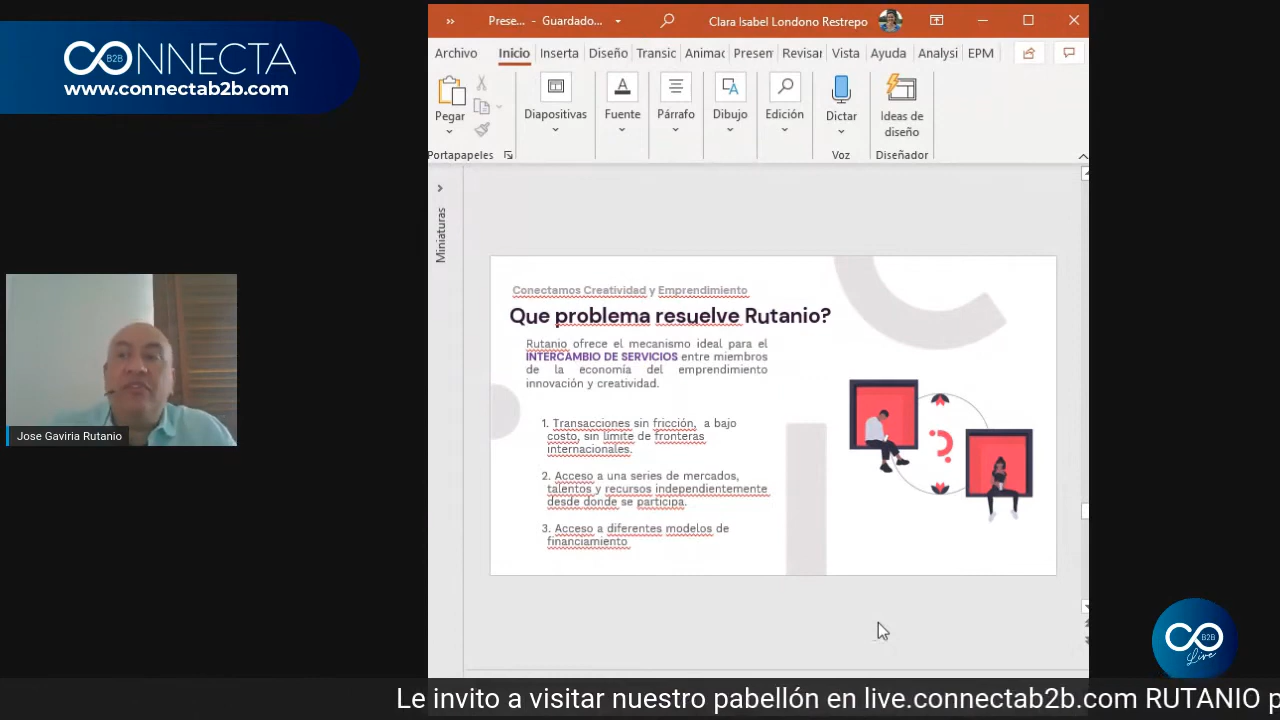 CONNECTA
B2B
www.connectab2b.com
Prese... - Guardado...
Clara Isabel Londono Restrepo
Archivo Inicio Inserta Diseño Transic Animac Presen Revisar Vista Ayuda Analysi EPM
Pegar
Diapositivas
Fuente
Párrafo
Dibujo
Edición
Dictar
Ideas de
diseño
Portapapeles
Voz
Diseñador
Miniaturas
Conectamos Creatividad y Emprendimiento
Que problema resuelve Rutanio?
Rutanio ofrece el mecanismo ideal para el
INTERCAMBIO DE SERVICIOS entre miembros
de la economía del emprendimiento
innovación y creatividad.
1. Transacciones sin fricción, a bajo
costo, sin limite de fronteras
internacionales.
2. Acceso a una series de mercados,
talentos y recursos independientemente
desde donde se participa.
3. Acceso a diferentes modelos de
financiamiento
Jose Gaviria Rutanio
B2B
Live
Le invito a visitar nuestro pabellón en live.connectab2b.com RUTANIO p